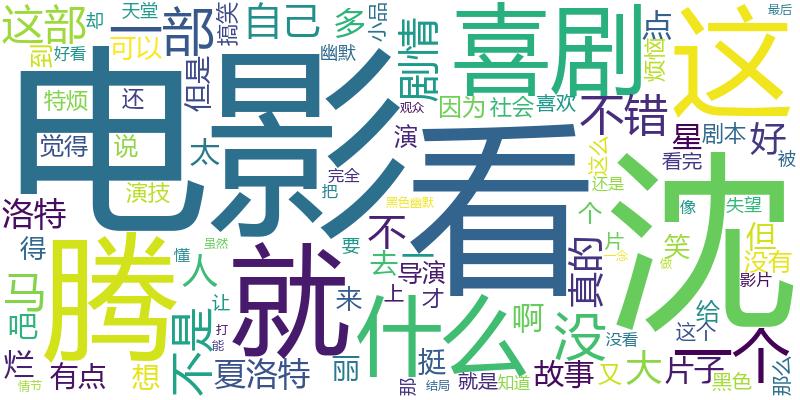 这部
却
天堂
一部
搞笑
自己
多
小品
喜剧
这
最后
到
好看
可以
但是
幽默
剧情
点
烦恼
电影
特烦
还
觉得
说
演技
太
完全
把
观众
演
因为
社会
喜欢
不错
星
剧本
好
看完
被
看
这么
还是
沈
像
失望
洛特
得
腾
懂
虽然
人
就
要
不
黑色幽默
一
去
导演
上
才
个
片
真的
笑
一念
做
但
没有
影片
马
吧
让
打
能
来
什么
啊
没
没看
给
这个
一个
烂
情节
有点
想
不是
夏洛特
丽
那
挺
结局
就是
知道
故事
又
大
片子
黑色
那么